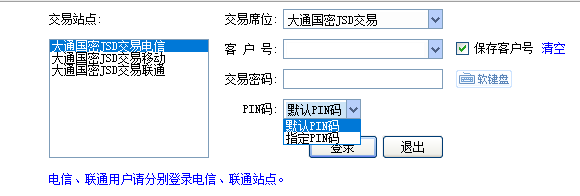 交易站点: 交易席位: 大通国密JSD交易
大通国密JSD交易电信
大通国密JSD交易移动
大通国密JSD交易联通
客 户 号: 保存客户号 清空
交易密码: 软键盘
PIN码: 默认PIN码
默认PIN码
指定PIN码
登录 退出
电信、联通用户请分别登录电信、联通站点。